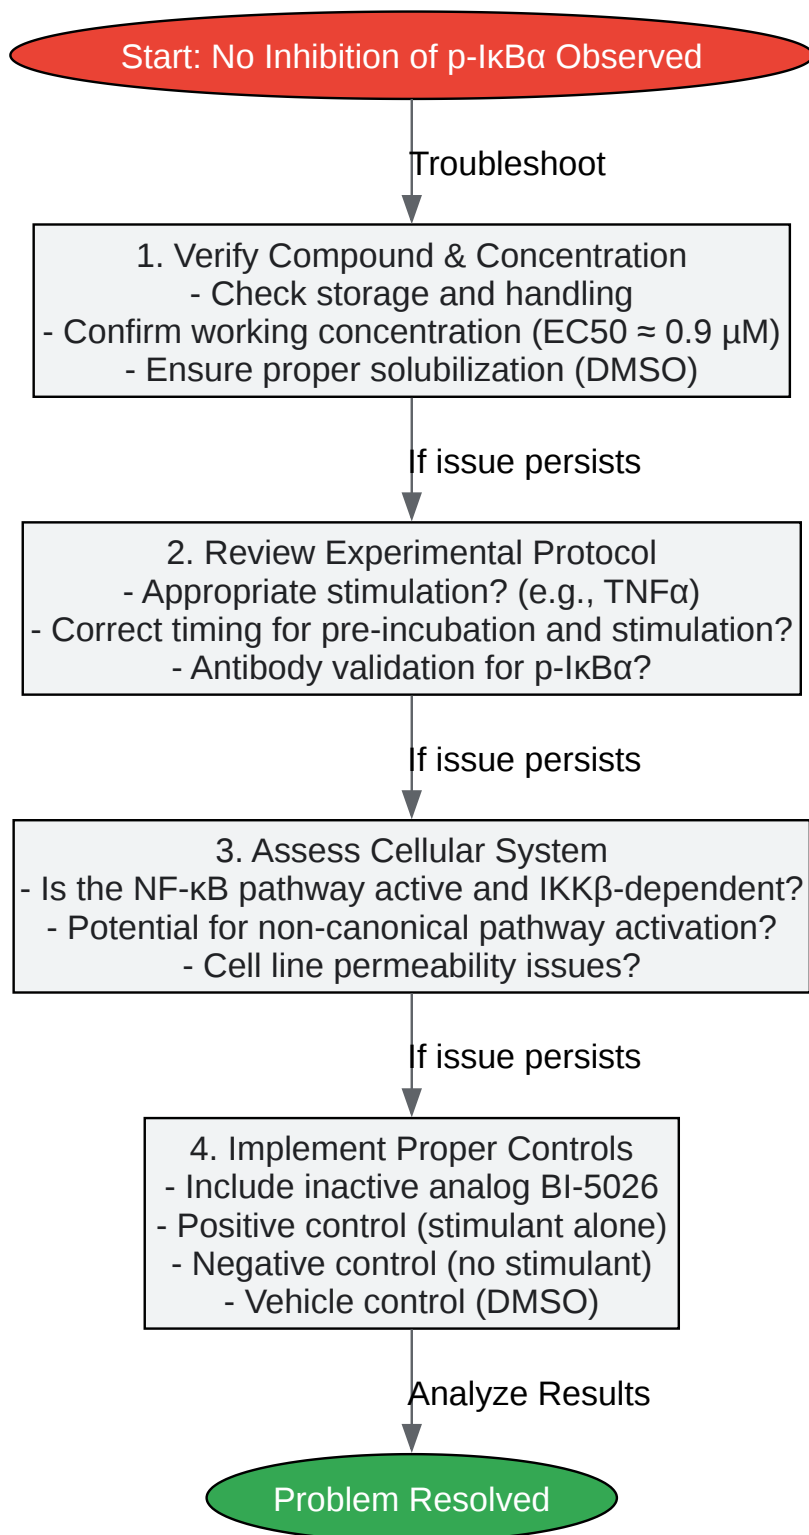 Start: No Inhibition of p-IκBα Observed
Troubleshoot
1. Verify Compound & Concentration
- Check storage and handling
- Confirm working concentration (EC50 ≈ 0.9 µM)
- Ensure proper solubilization (DMSO)
If issue persists
2. Review Experimental Protocol
- Appropriate stimulation? (e.g., TNFα)
- Correct timing for pre-incubation and stimulation?
- Antibody validation for p-IκBα?
If issue persists
3. Assess Cellular System
- Is the NF-κB pathway active and IKKβ-dependent?
- Potential for non-canonical pathway activation?
- Cell line permeability issues?
If issue persists
4. Implement Proper Controls
- Include inactive analog BI-5026
- Positive control (stimulant alone)
- Negative control (no stimulant)
- Vehicle control (DMSO)
Analyze Results
Problem Resolved